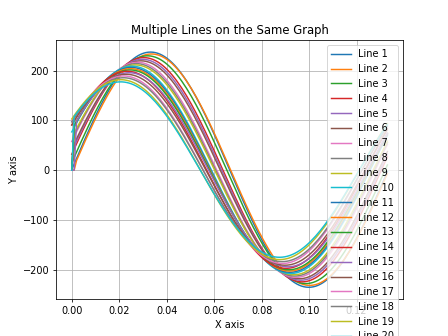 Multiple Lines on the Same Graph
Y axis
200
100
0
−100
−200
0.00
0.02
0.04
0.06
0.08
0.10
X axis
Line 1
Line 2
Line 3
Line 4
Line 5
Line 6
Line 7
Line 8
Line 9
Line 10
Line 11
Line 12
Line 13
Line 14
Line 15
Line 16
Line 17
Line 18
Line 19
Line 20